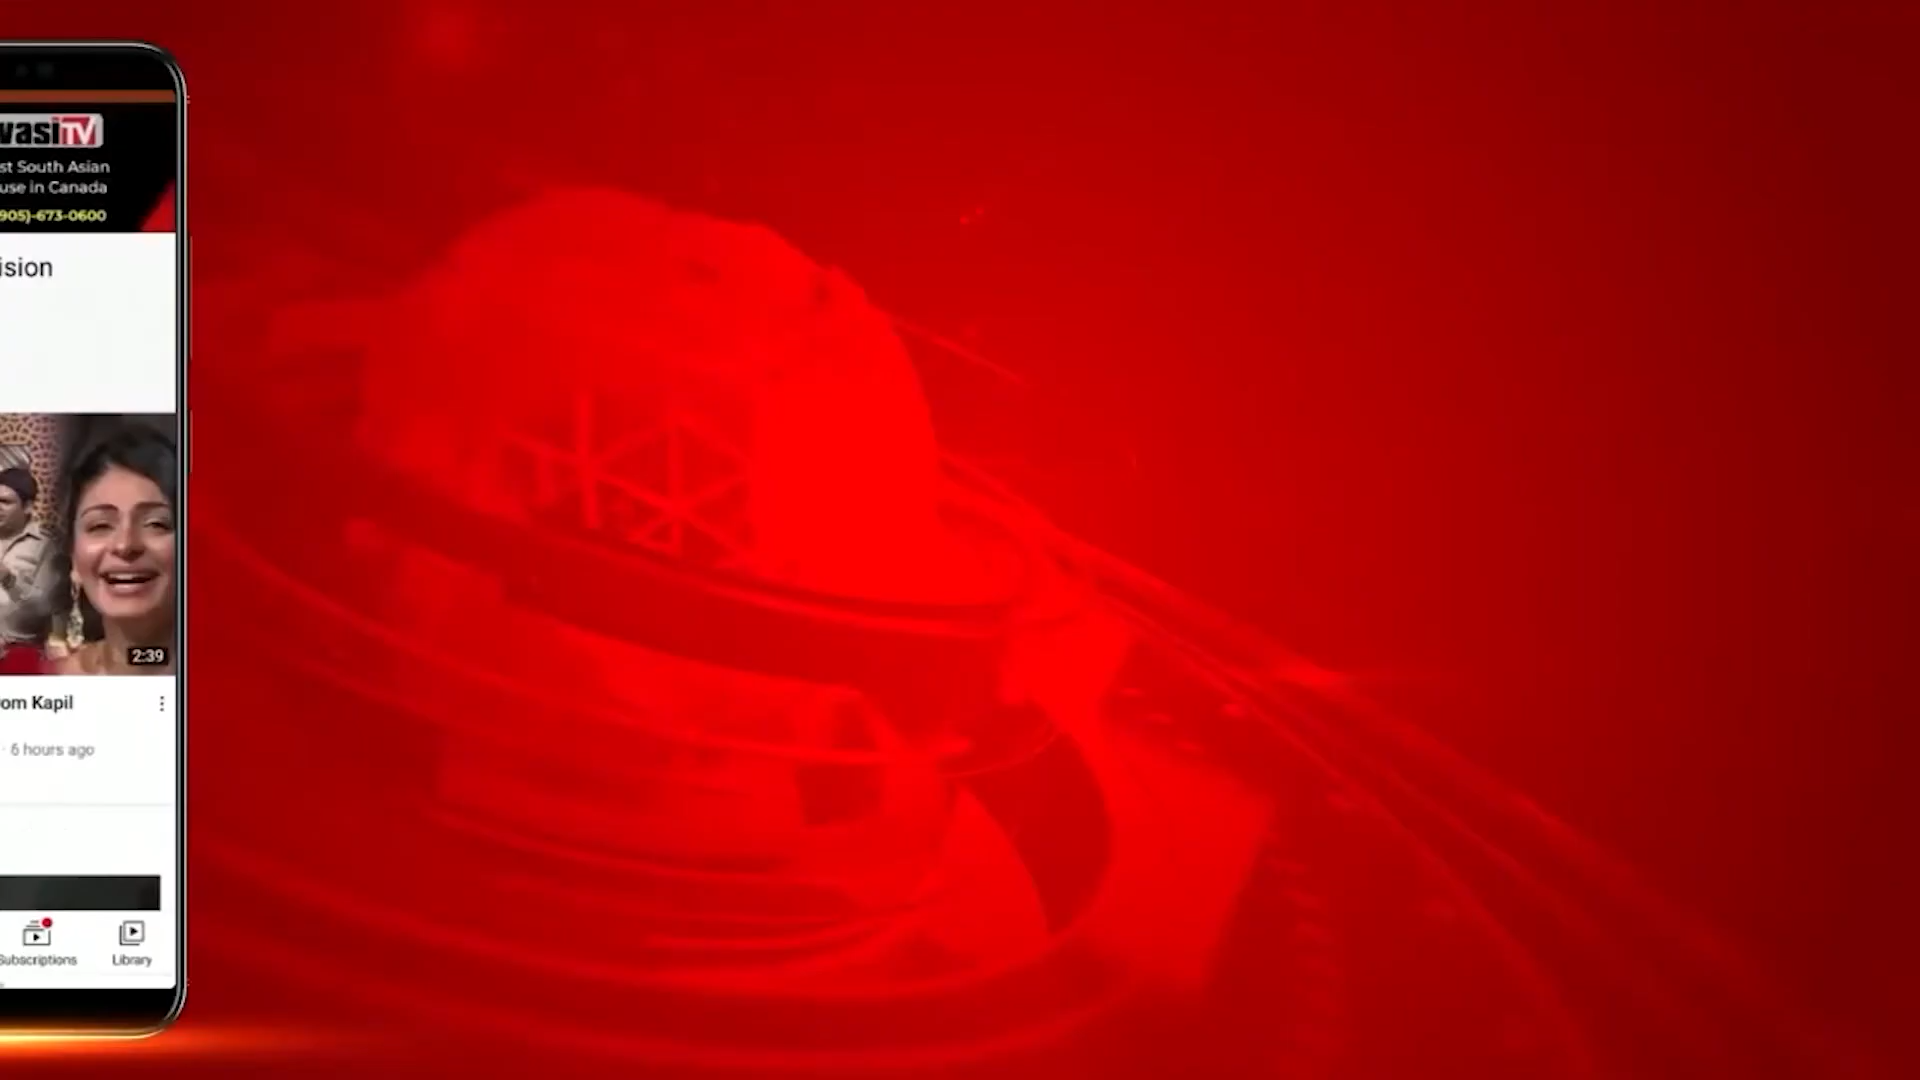 vasiTV
st South Asian
use in Canada
905)-673-0600
ision
2:39
om Kapil
· 6 hours ago
Subscriptions
Library